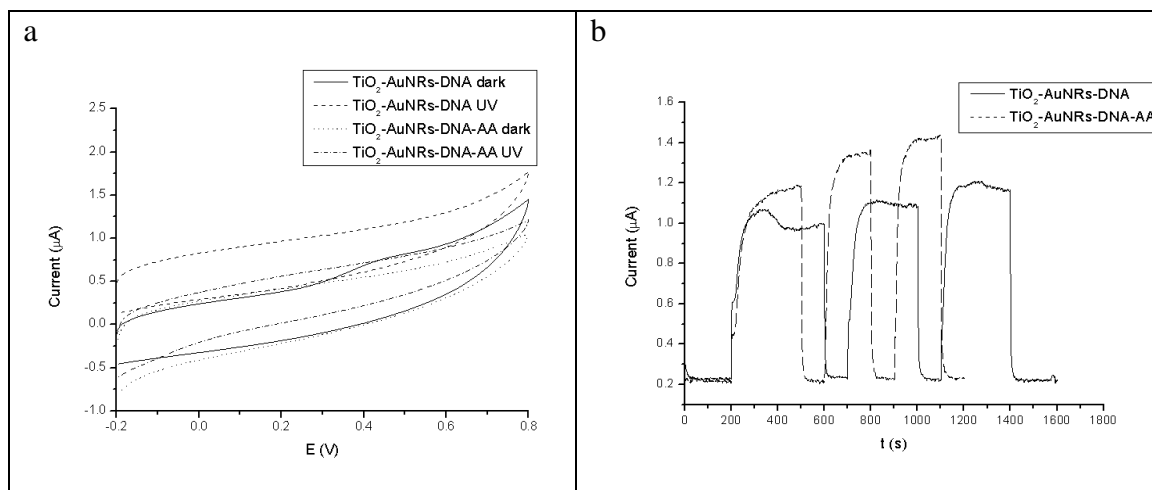 a
TiO₂-AuNRs-DNA dark
TiO₂-AuNRs-DNA UV
TiO₂-AuNRs-DNA-AA dark
TiO₂-AuNRs-DNA-AA UV
2.5
2.0
1.5
1.0
0.5
0.0
-0.5
-1.0
Current (μA)
-0.2 0.0 0.2 0.4 0.6 0.8
E (V)
b
TiO₂-AuNRs-DNA
TiO₂-AuNRs-DNA-AA
1.6
1.4
1.2
1.0
0.8
0.6
0.4
0.2
Current (μA)
0 200 400 600 800 1000 1200 1400 1600 1800
t (s)